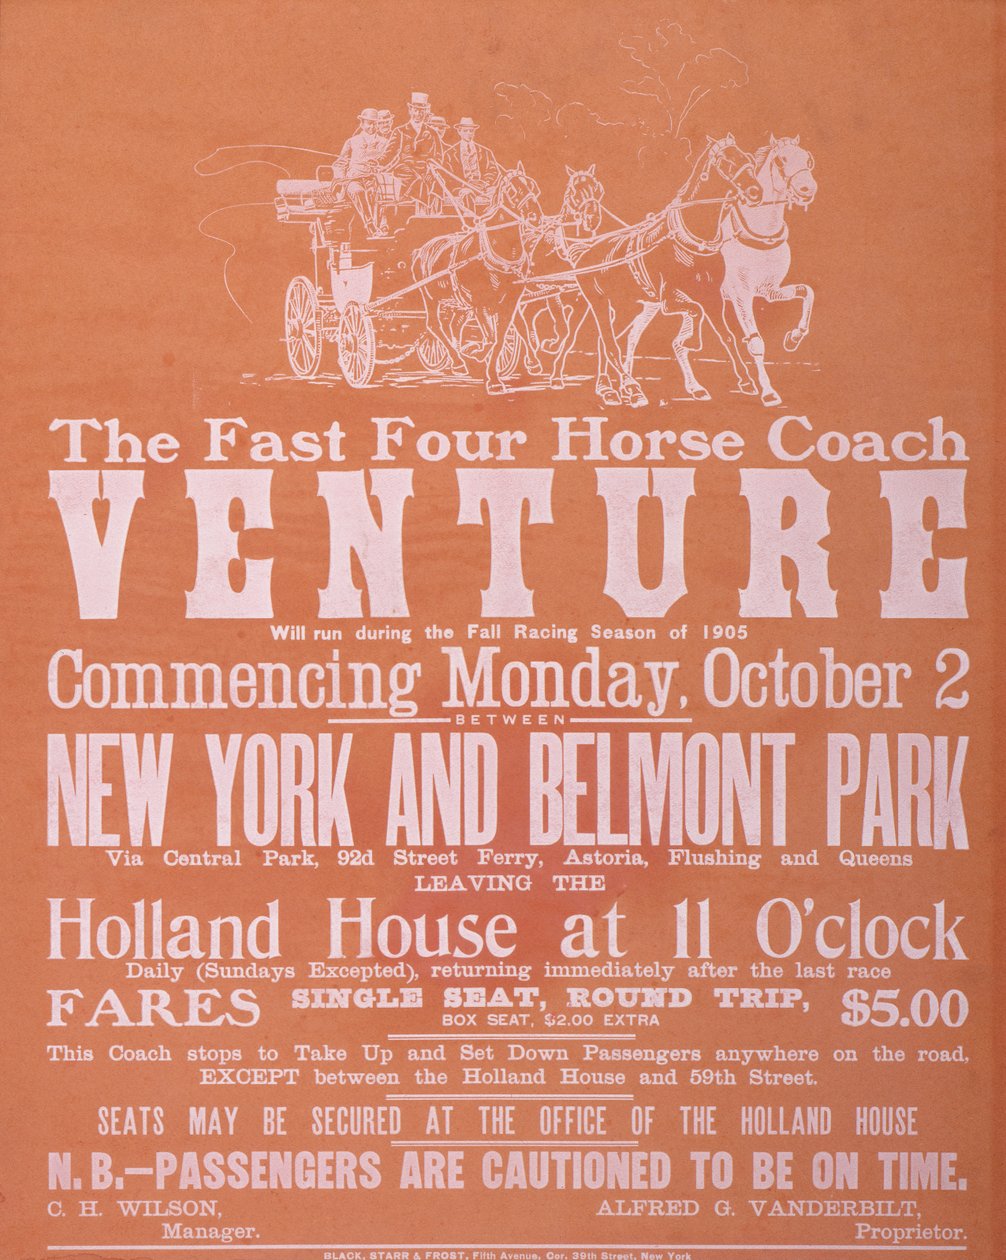 The Fast Four Horse Coach
VENTURE
Will run during the Fall Racing Season of 1905
Commencing Monday, October 2
BETWEEN
NEW YORK AND BELMONT PARK
Via Central Park, 92d Street Ferry, Astoria, Flushing and Queens
LEAVING THE
Holland House at 11 O'clock
Daily (Sundays Excepted), returning immediately after the last race
FARES SINGLE SEAT, ROUND TRIP, $5.00
BOX SEAT, $2.00 EXTRA
This Coach stops to Take Up and Set Down Passengers anywhere on the road,
EXCEPT between the Holland House and 59th Street.
SEATS MAY BE SECURED AT THE OFFICE OF THE HOLLAND HOUSE
N. B.—PASSENGERS ARE CAUTIONED TO BE ON TIME.
C. H. WILSON, ALFRED G. VANDERBILT,
Manager. Proprietor.
BLACK, STARR & FROST, Fifth Avenue, Cor. 39th Street, New York